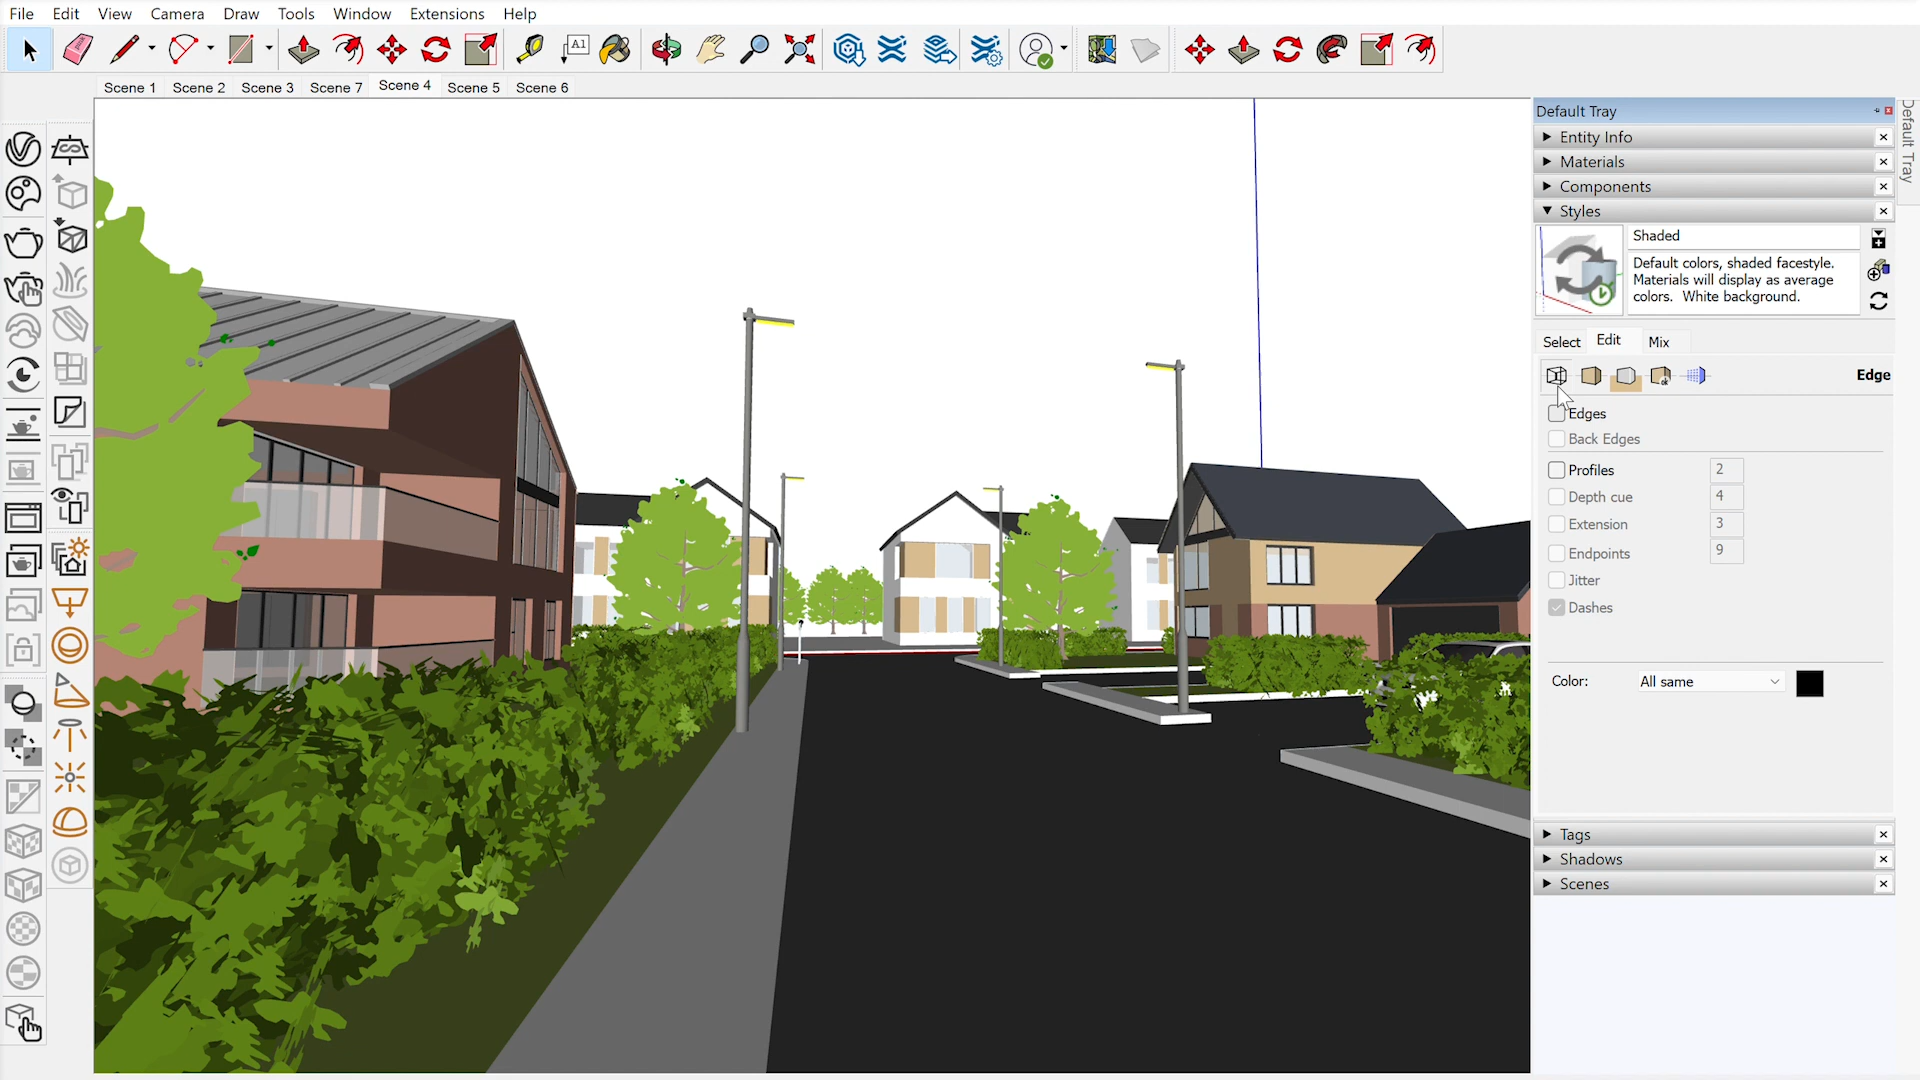 File Edit View Camera Draw Tools Window Extensions Help
A1
Scene 1 Scene 2 Scene 3 Scene 7 Scene 4 Scene 5 Scene 6
Default Tray
Default Tray
Entity Info
Materials
Components
Styles
Shaded
Default colors, shaded facestyle.
Materials will display as average
colors. White background.
Select Edit Mix
Edge
Edges
Back Edges
Profiles 2
Depth cue 4
Extension 3
Endpoints 9
Jitter
Dashes
Color: All same
Tags
Shadows
Scenes